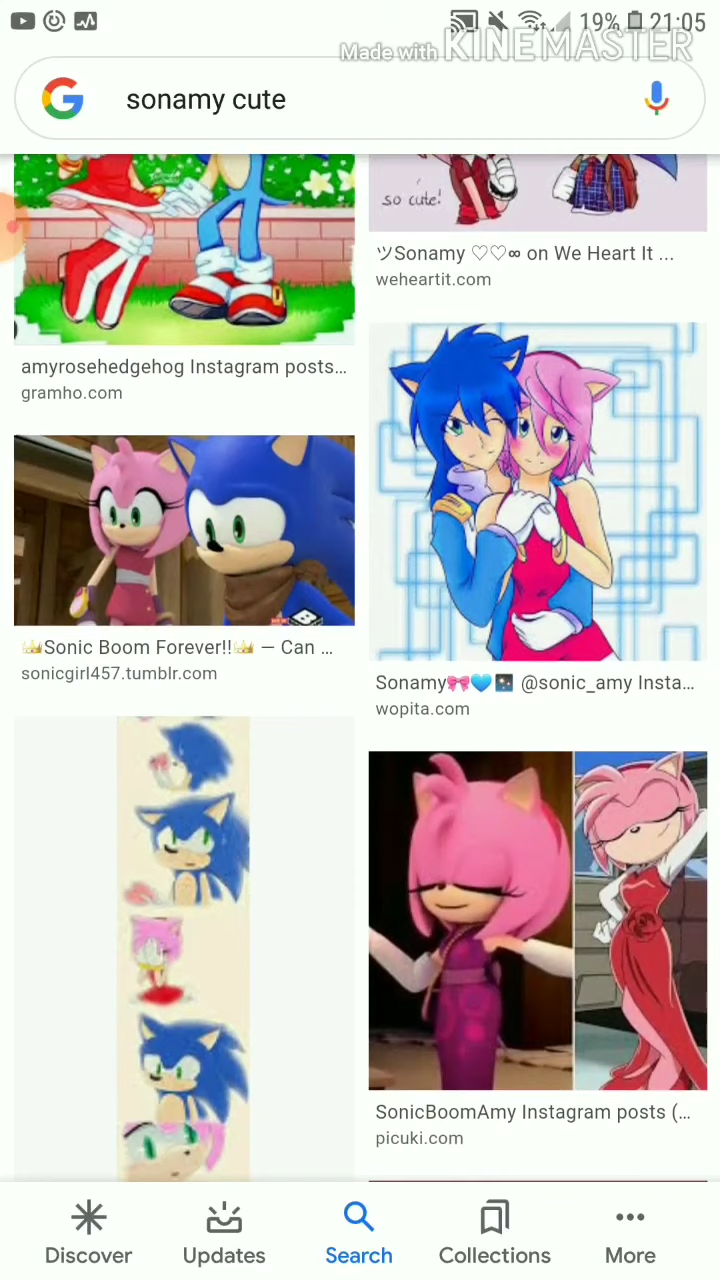 19% 21:05
Made with KINEMASTER
sonamy cute
so cute!
ツSonamy ♡♡∞ on We Heart It ...
weheartit.com
amyrosehedgehog Instagram posts...
gramho.com
👑Sonic Boom Forever!!👑 — Can ...
sonicgirl457.tumblr.com
Sonamy🎀💙🌌 @sonic_amy Insta...
wopita.com
SonicBoomAmy Instagram posts (...
picuki.com
Discover Updates Search Collections More